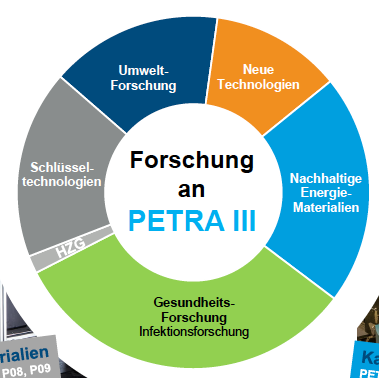 Umwelt-
Forschung
Neue
Technologien
Schlüssel-
technologien
Forschung
an
PETRA III
Nachhaltige
Energie-
Materialien
HZG
Gesundheits-
Forschung
Infektionsforschung
rialien
P08, P09
Ka
PET